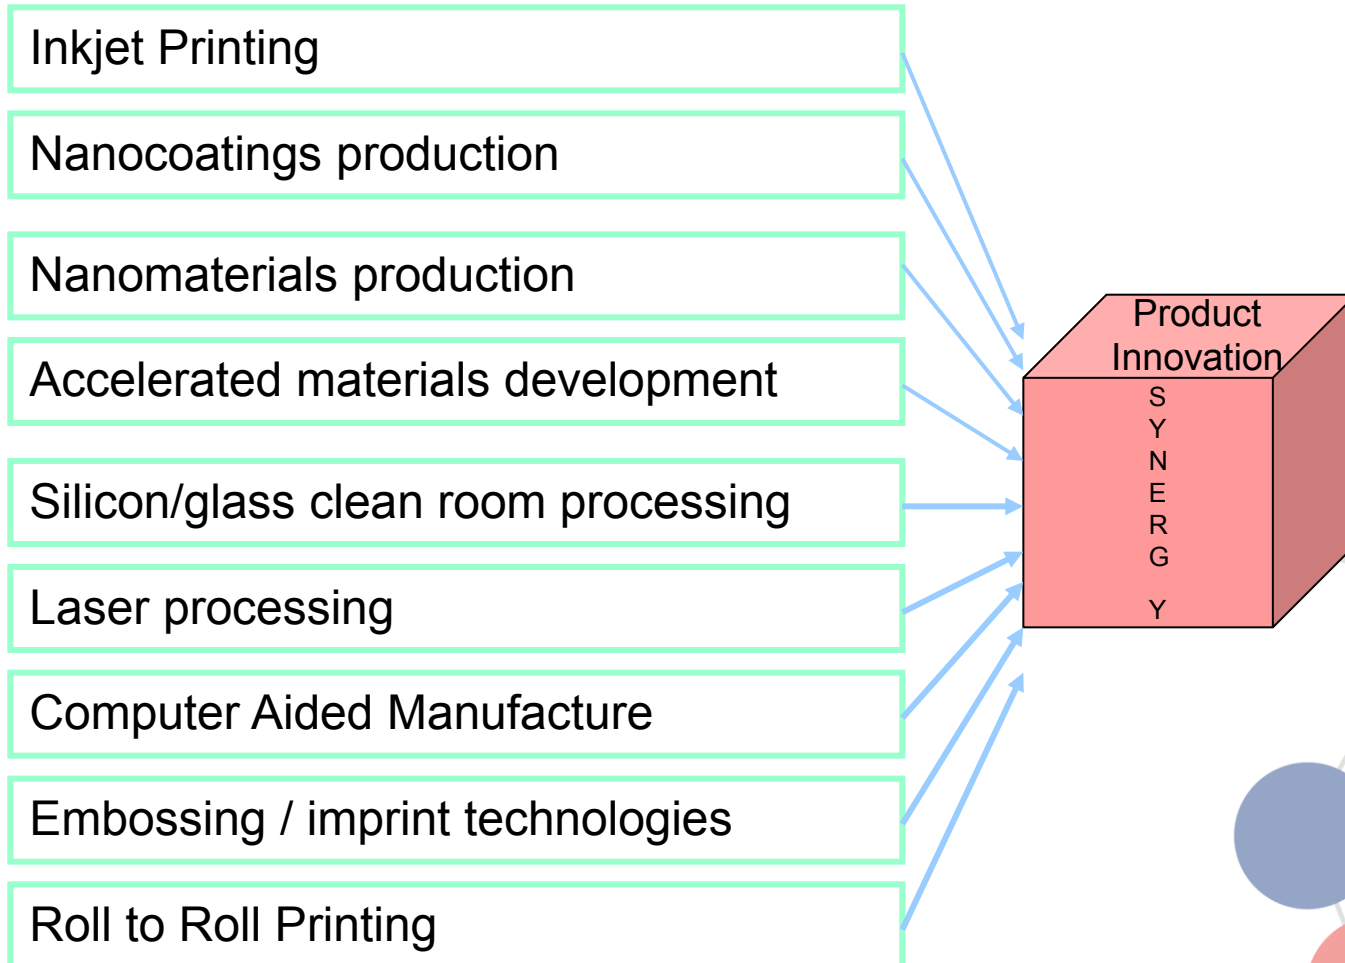 Inkjet Printing
Nanocoatings production
Nanomaterials production
Accelerated materials development
Silicon/glass clean room processing
Laser processing
Computer Aided Manufacture
Embossing / imprint technologies
Roll to Roll Printing
Product
Innovation
S
Y
N
E
R
G
Y